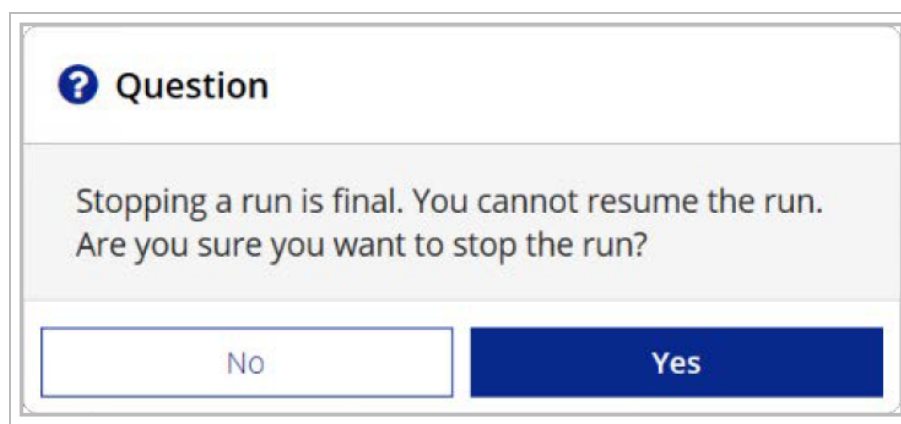 Question
Stopping a run is final. You cannot resume the run.
Are you sure you want to stop the run?
No
Yes